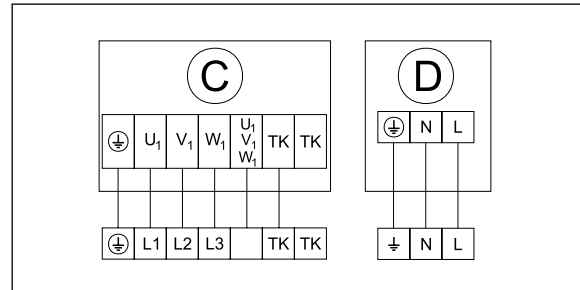 C
D
⏚ U₁ V₁ W₁ U₁ V₁ W₁ TK TK
⏚ N L
⏚ L1 L2 L3 TK TK
⏚ N L